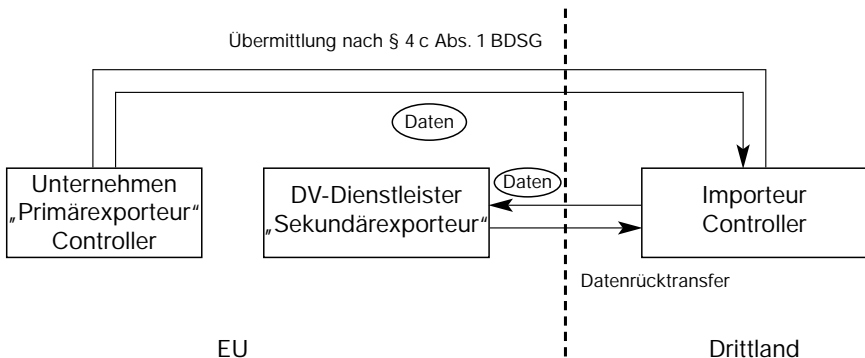 Übermittlung nach § 4 c Abs. 1 BDSG
Daten
Unternehmen
„Primärexporteur“
Controller
DV-Dienstleister
„Sekundärexporteur“
Daten
Importeur
Controller
Datenrücktransfer
EU
Drittland